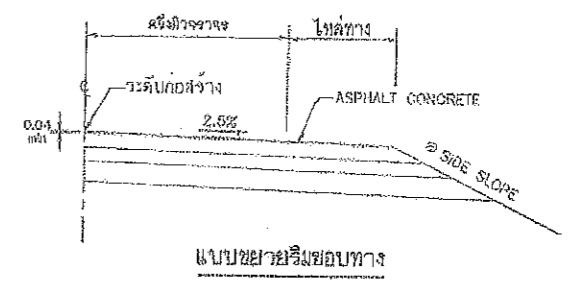 ครึ่งผิวจราจร
ไหล่ทาง
ระดับก่อสร้าง
ASPHALT CONCRETE
0.04
2.5%
SIDE SLOPE
แบบขยายริมขอบทาง